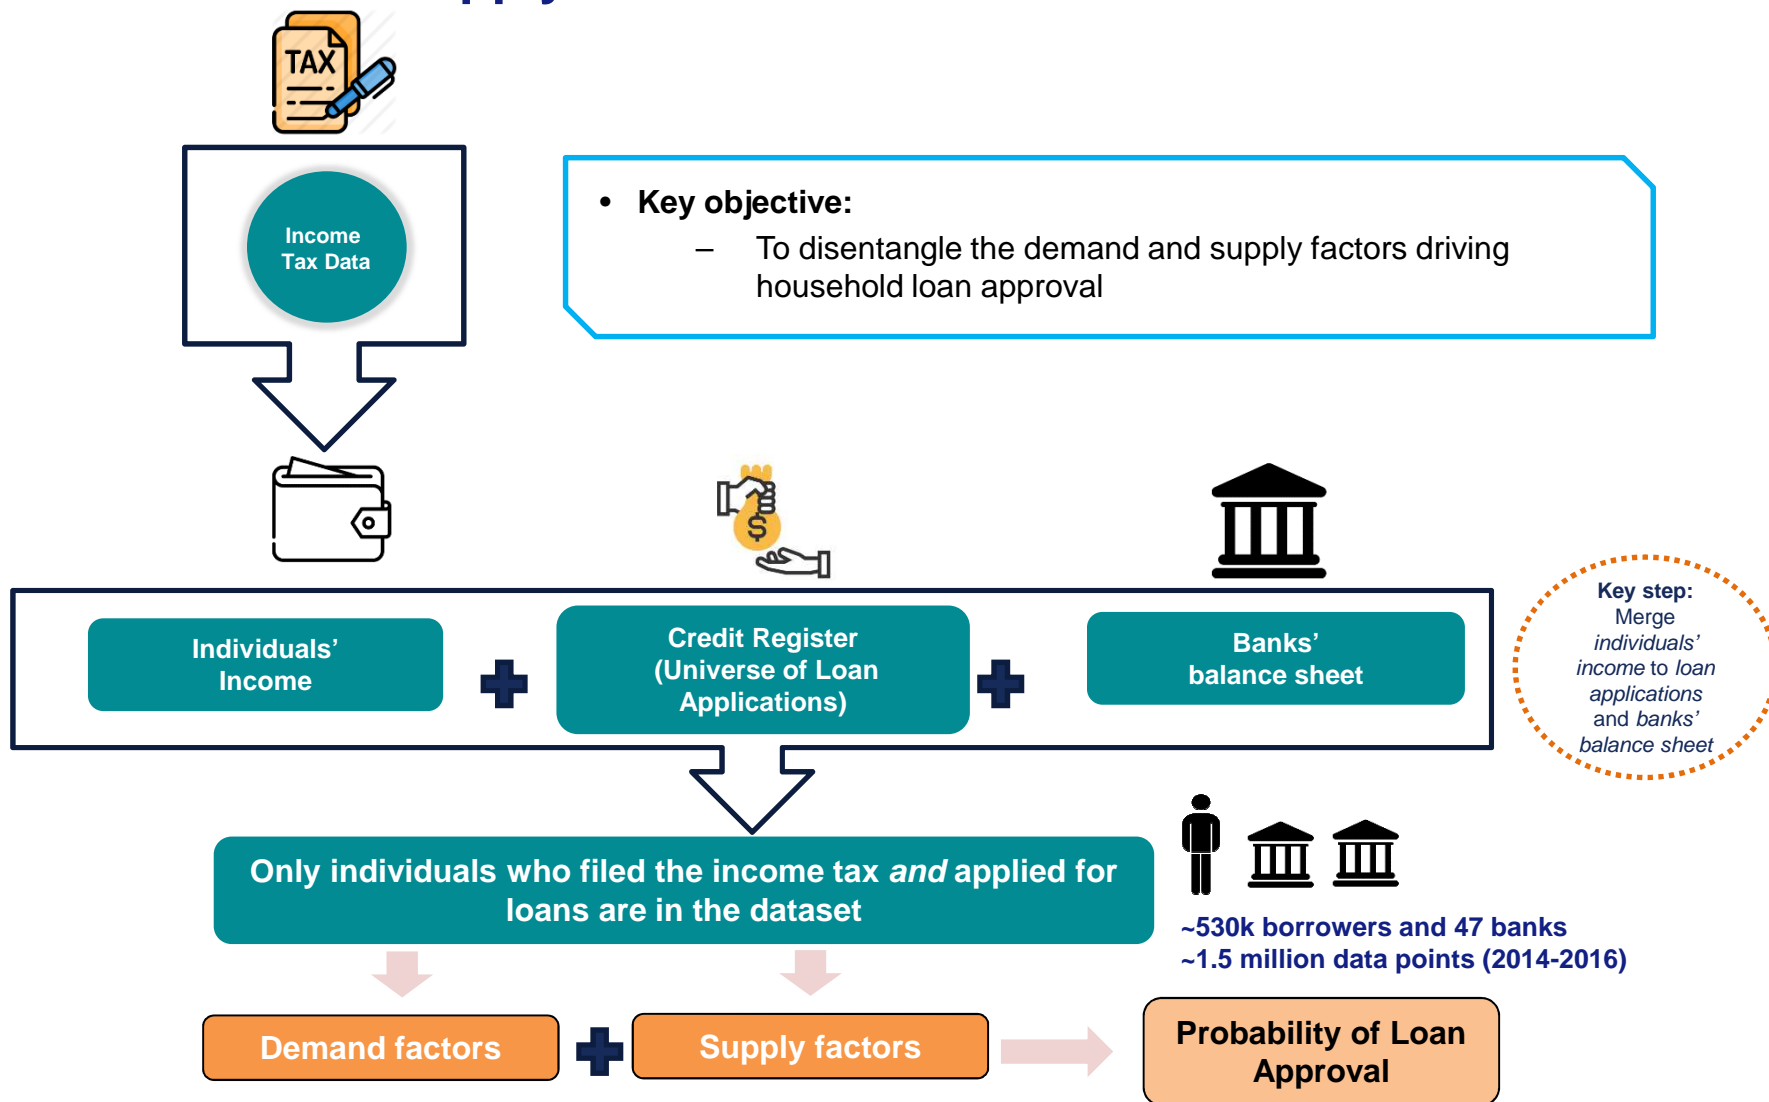 TAX
Income
Tax Data
• Key objective:
– To disentangle the demand and supply factors driving
household loan approval
$
Individuals’
Income
Credit Register
(Universe of Loan
Applications)
Banks’
balance sheet
Key step:
Merge
individuals’
income to loan
applications
and banks’
balance sheet
Only individuals who filed the income tax and applied for
loans are in the dataset
~530k borrowers and 47 banks
~1.5 million data points (2014-2016)
Demand factors
Supply factors
Probability of Loan
Approval